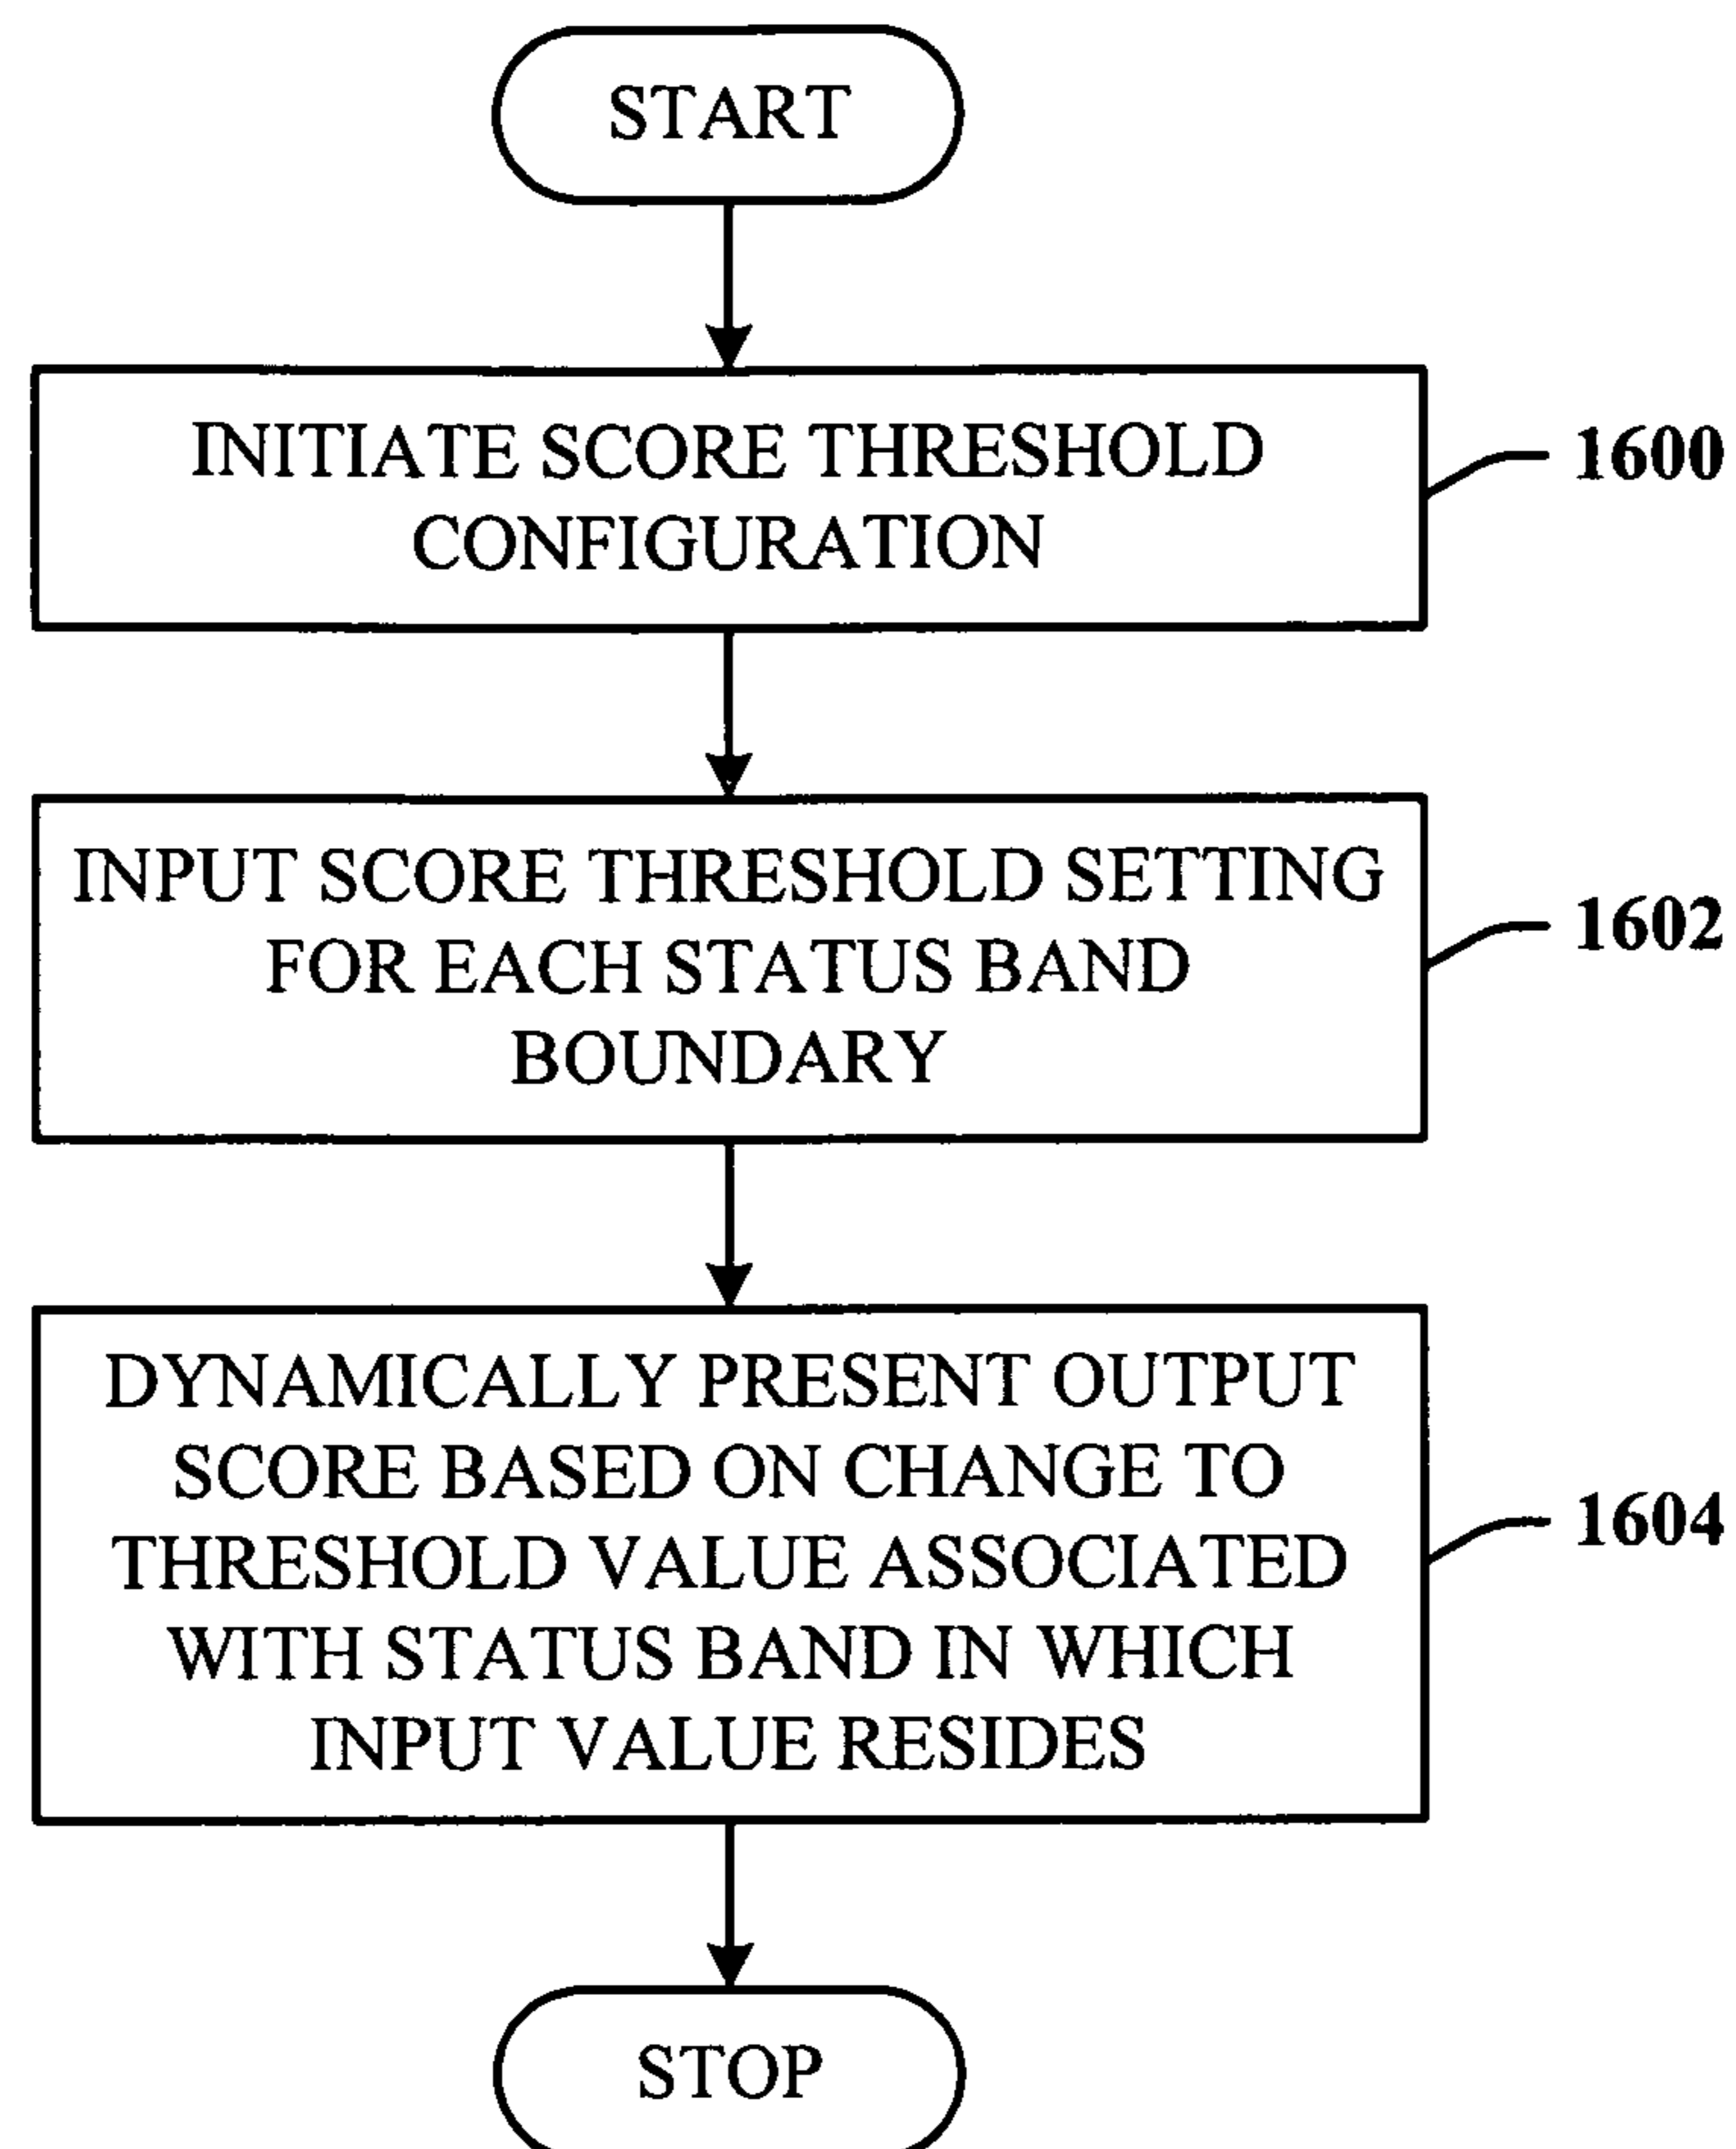 START
INITIATE SCORE THRESHOLD
CONFIGURATION
1600
INPUT SCORE THRESHOLD SETTING
FOR EACH STATUS BAND
BOUNDARY
1602
DYNAMICALLY PRESENT OUTPUT
SCORE BASED ON CHANGE TO
THRESHOLD VALUE ASSOCIATED
WITH STATUS BAND IN WHICH
INPUT VALUE RESIDES
1604
STOP